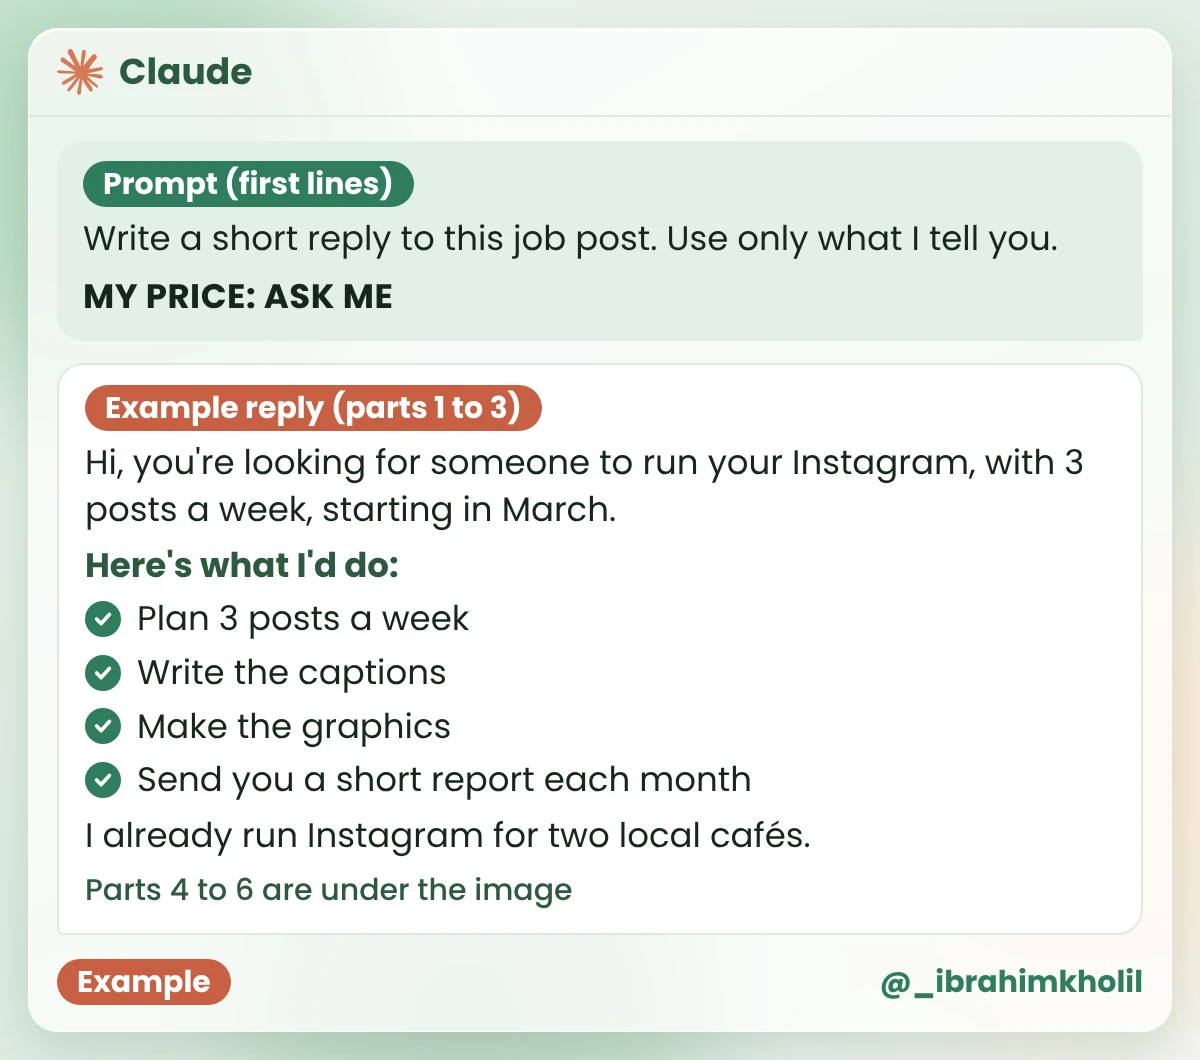 Claude
Prompt (first lines)
Write a short reply to this job post. Use only what I tell you.
MY PRICE: ASK ME
Example reply (parts 1 to 3)
Hi, you're looking for someone to run your Instagram, with 3
posts a week, starting in March.
Here's what I'd do:
Plan 3 posts a week
Write the captions
Make the graphics
Send you a short report each month
I already run Instagram for two local cafés.
Parts 4 to 6 are under the image
Example
@_ibrahimkholil